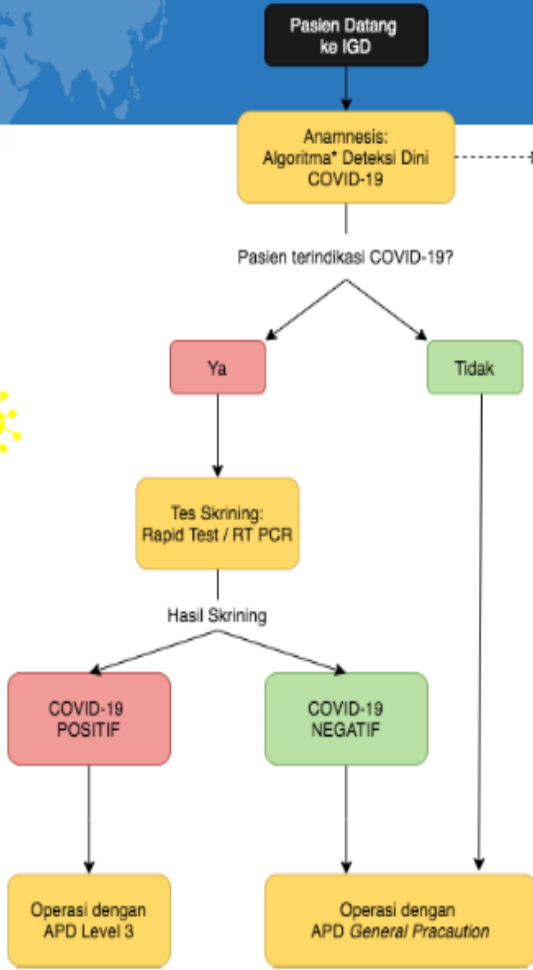 Pasien Datang
ke IGD
Anamnesis:
Algoritma* Deteksi Dini
COVID-19
Pasien terindikasi COVID-19?
Ya
Tidak
Tes Skrining:
Rapid Test / RT PCR
Hasil Skrining
COVID-19
POSITIF
COVID-19
NEGATIF
Operasi dengan
APD Level 3
Operasi dengan
APD General Pracaution